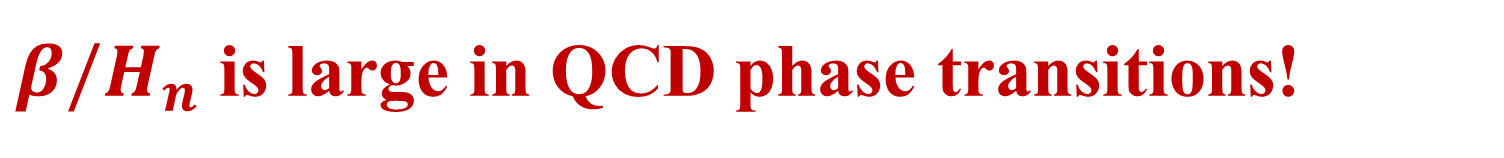 β/Hₙ is large in QCD phase transitions!